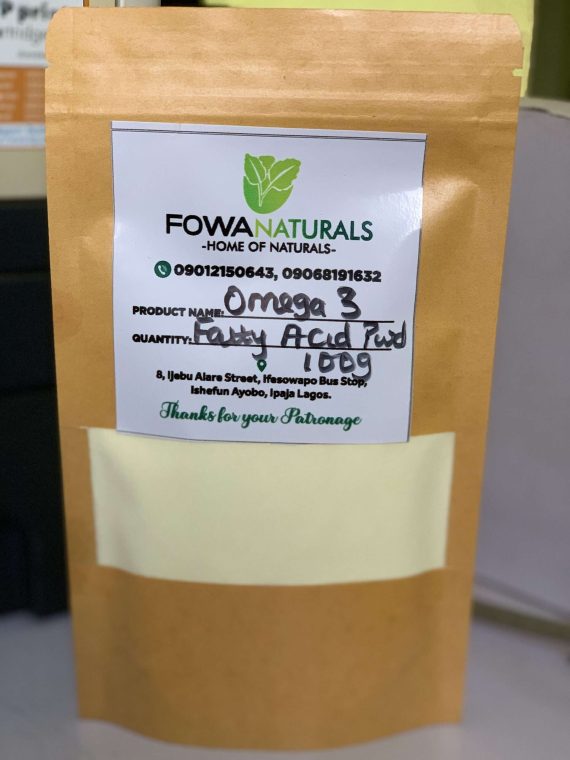 FOWANATURALS
-HOME OF NATURALS-
09012150643, 09068191632
PRODUCT NAME: Omega 3
QUANTITY: Fatty Acid Pwd
100g
8, Ijebu Alare Street, Ifesowapo Bus Stop,
Ishefun Ayobo, Ipaja Lagos.
Thanks for your Patronage